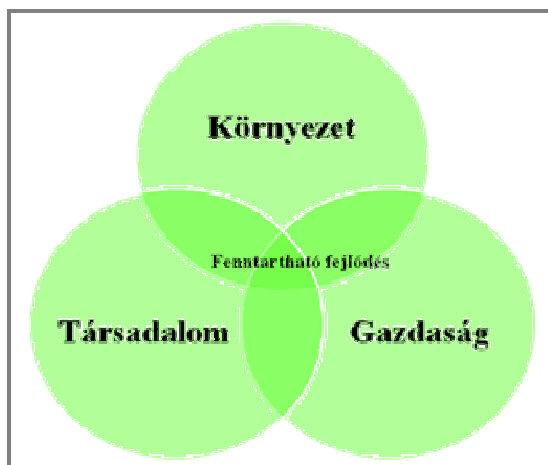 Környezet
Fenntartható fejlődés
Társadalom
Gazdaság